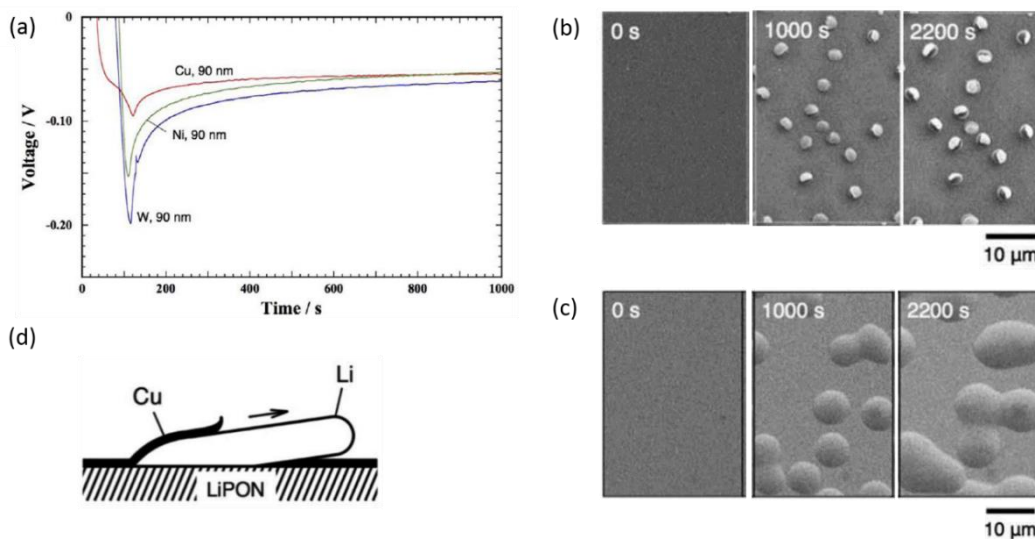 (a)
0
-0.10
-0.20
Voltage / V
Cu, 90 nm
Ni, 90 nm
W, 90 nm
0 200 400 600 800 1000
Time / s
(b)
0 s 1000 s 2200 s
10 µm
(c)
0 s 1000 s 2200 s
10 µm
(d)
Cu
Li
LiPON